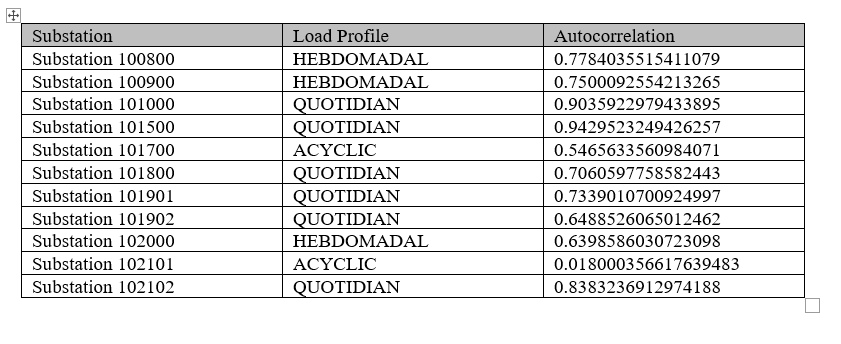 Substation Load Profile Autocorrelation
Substation 100800 HEBDOMADAL 0.7784035515411079
Substation 100900 HEBDOMADAL 0.7500092554213265
Substation 101000 QUOTIDIAN 0.9035922979433895
Substation 101500 QUOTIDIAN 0.9429523249426257
Substation 101700 ACYCLIC 0.5465633560984071
Substation 101800 QUOTIDIAN 0.7060597758582443
Substation 101901 QUOTIDIAN 0.7339010700924997
Substation 101902 QUOTIDIAN 0.6488526065012462
Substation 102000 HEBDOMADAL 0.6398586030723098
Substation 102101 ACYCLIC 0.018000356617639483
Substation 102102 QUOTIDIAN 0.8383236912974188